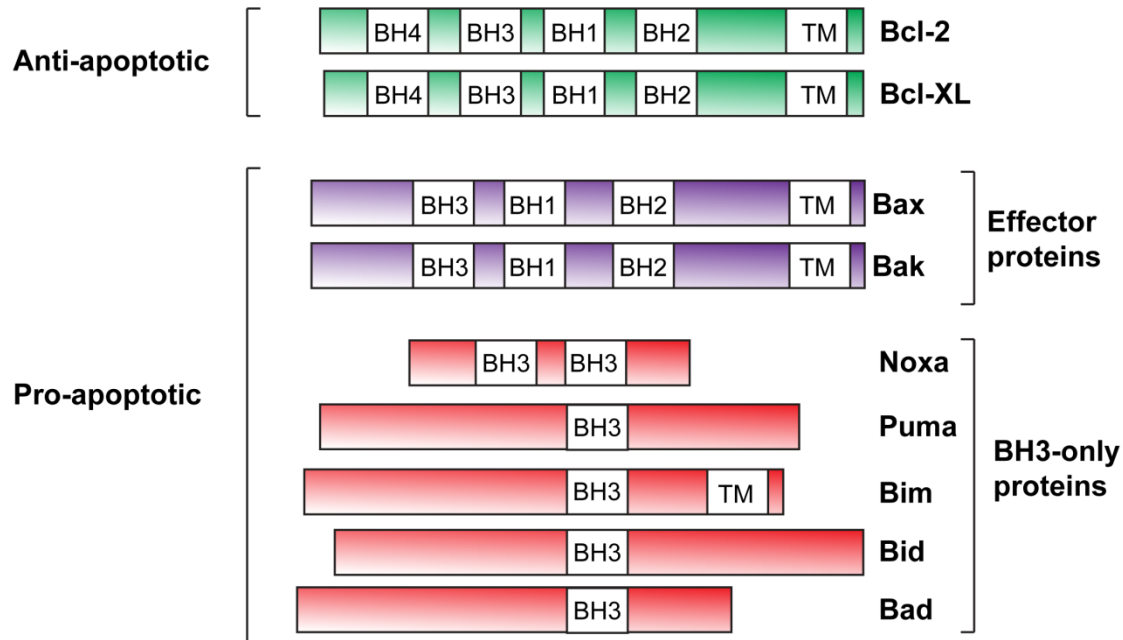 BH4 BH3 BH1 BH2 TM Bcl-2
Anti-apoptotic
BH4 BH3 BH1 BH2 TM Bcl-XL
BH3 BH1 BH2 TM Bax
Effector
proteins
BH3 BH1 BH2 TM Bak
BH3 BH3 Noxa
Pro-apoptotic
BH3 Puma
BH3-only
proteins
BH3 TM Bim
BH3 Bid
BH3 Bad